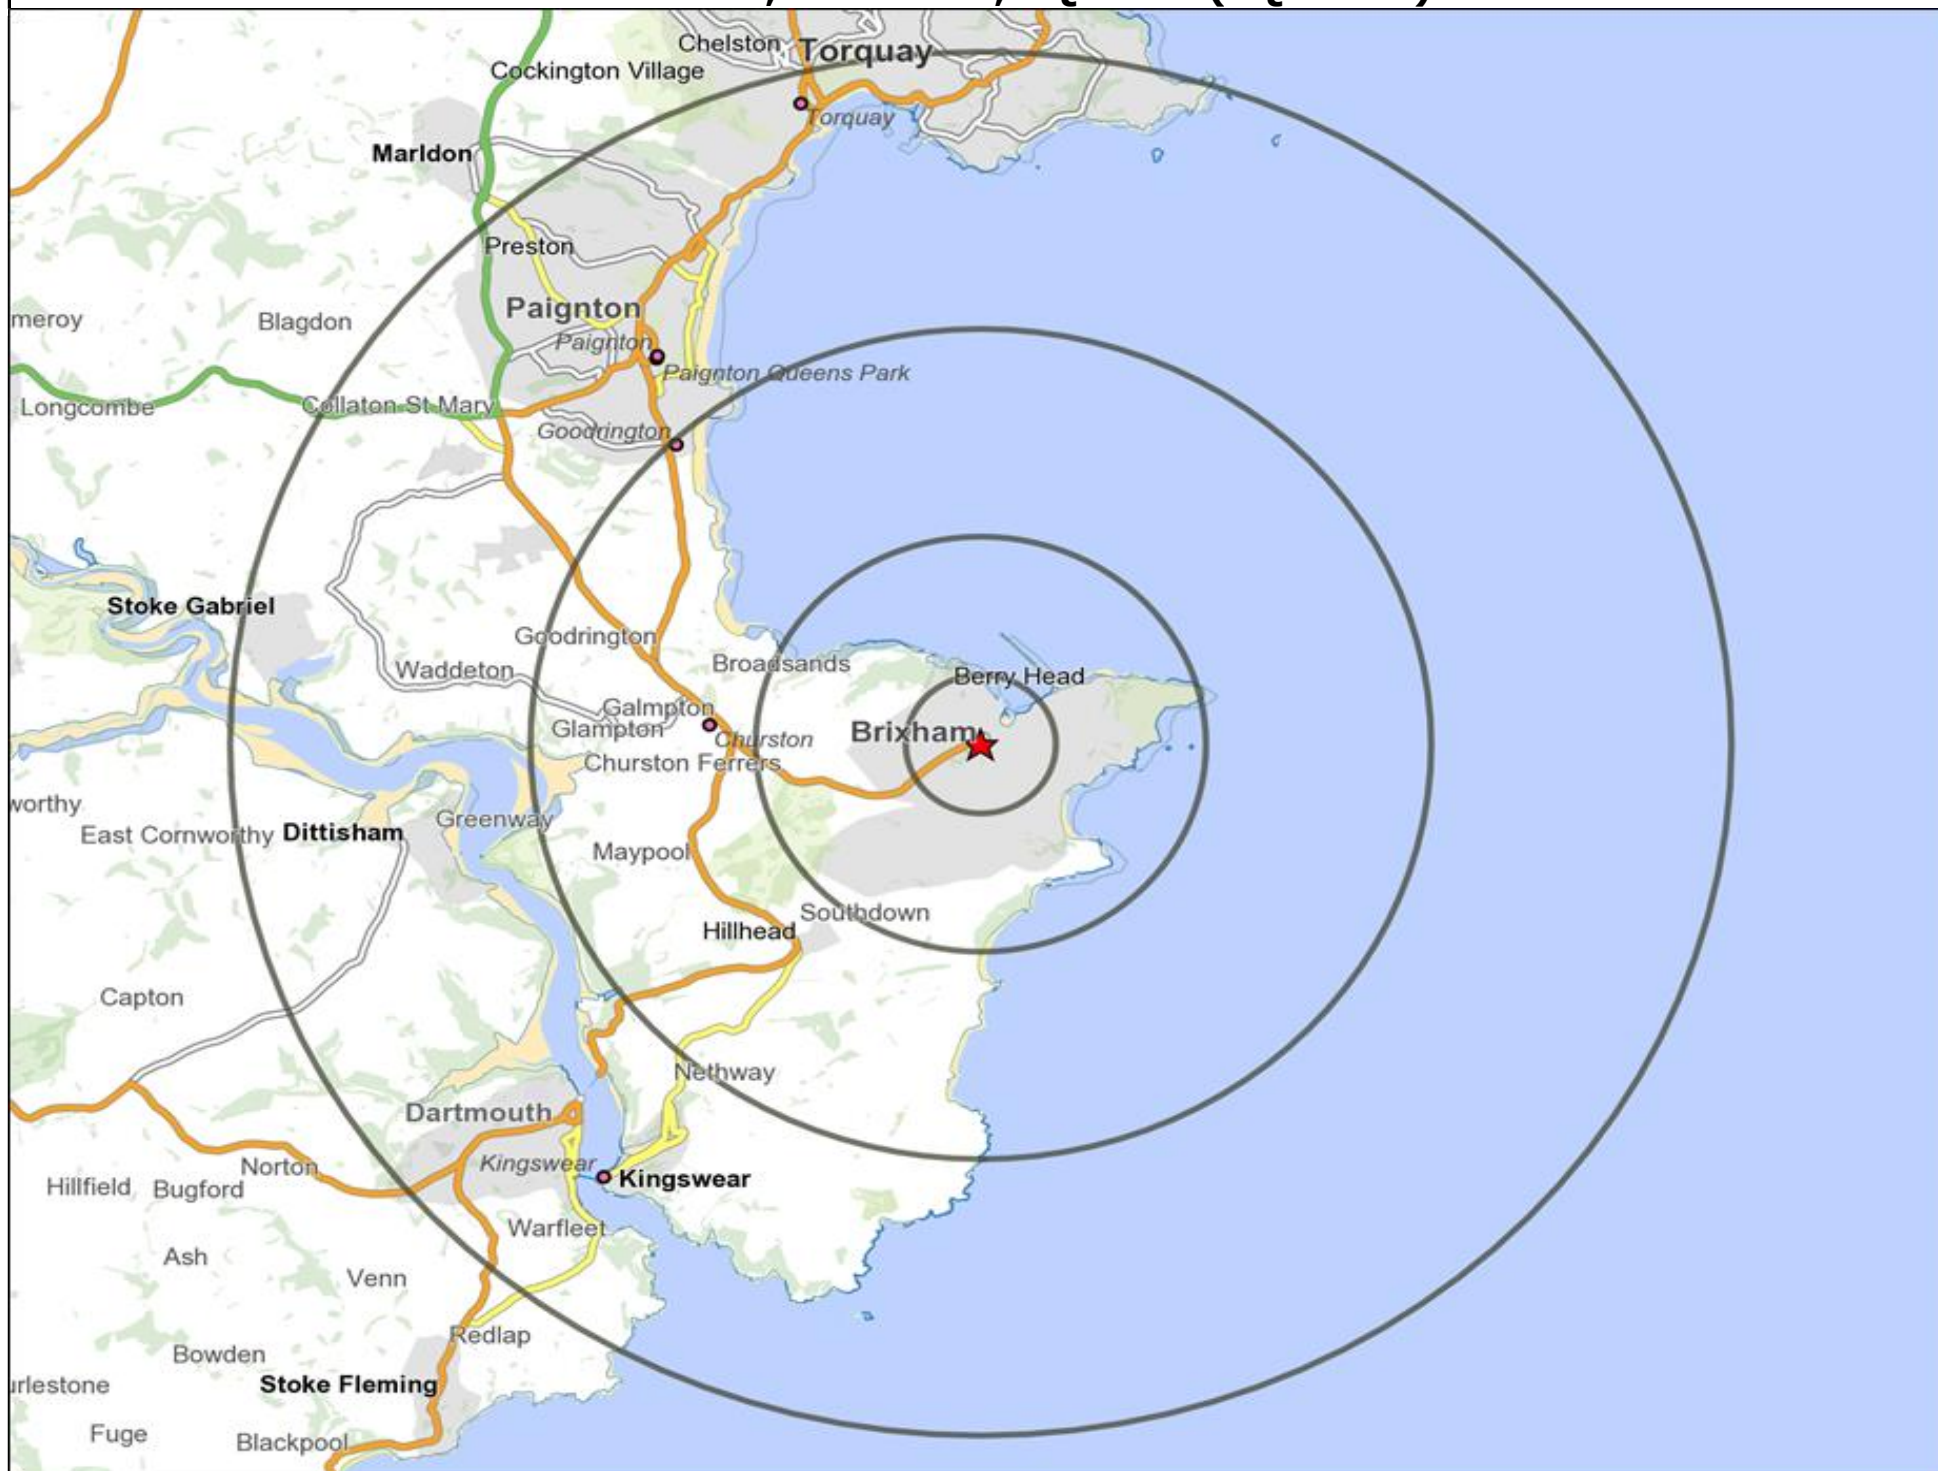 Chelston
Torquay
Cockington Village
Torquay
Marldon
Preston
Paignton
meroy
Blagdon
Paignton
Paignton Queens Park
Longcombe
Collaton St Mary
Goodrington
Stoke Gabriel
Goodrington
Broadsands
Waddeton
Berry Head
Galmpton
Glampton
Brixham
Churston
Churston Ferrers
worthy
East Cornworthy
Dittisham
Greenway
Maypool
Southdown
Hillhead
Capton
Nethway
Dartmouth
Norton
Kingswear
Kingswear
Hillfield
Bugford
Warfleet
Ash
Venn
Redlap
Bowden
Stoke Fleming
urlestone
Fuge
Blackpool